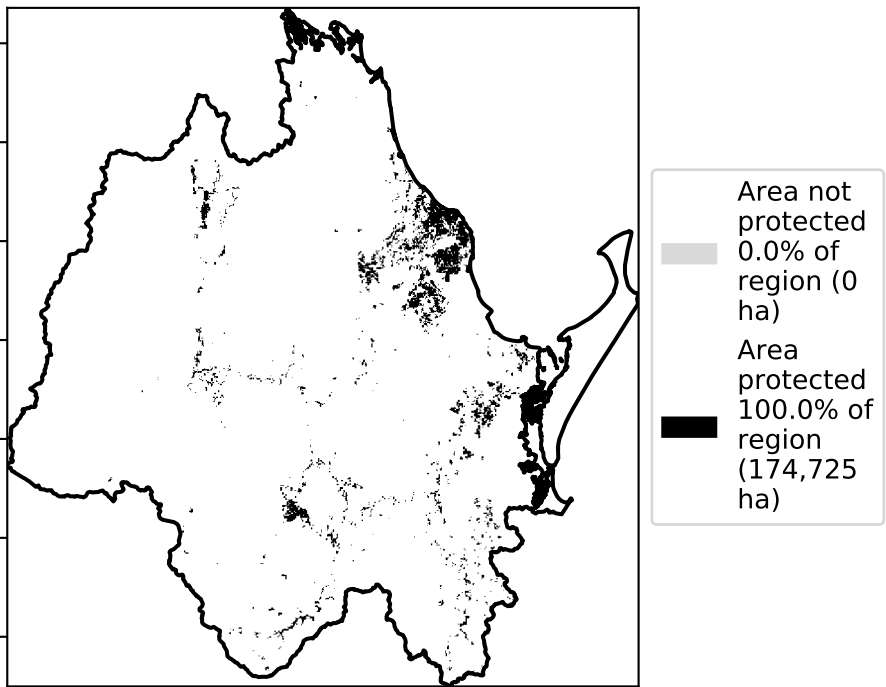 Area not
protected
0.0% of
region (0
ha)
Area
protected
100.0% of
region
(174,725
ha)